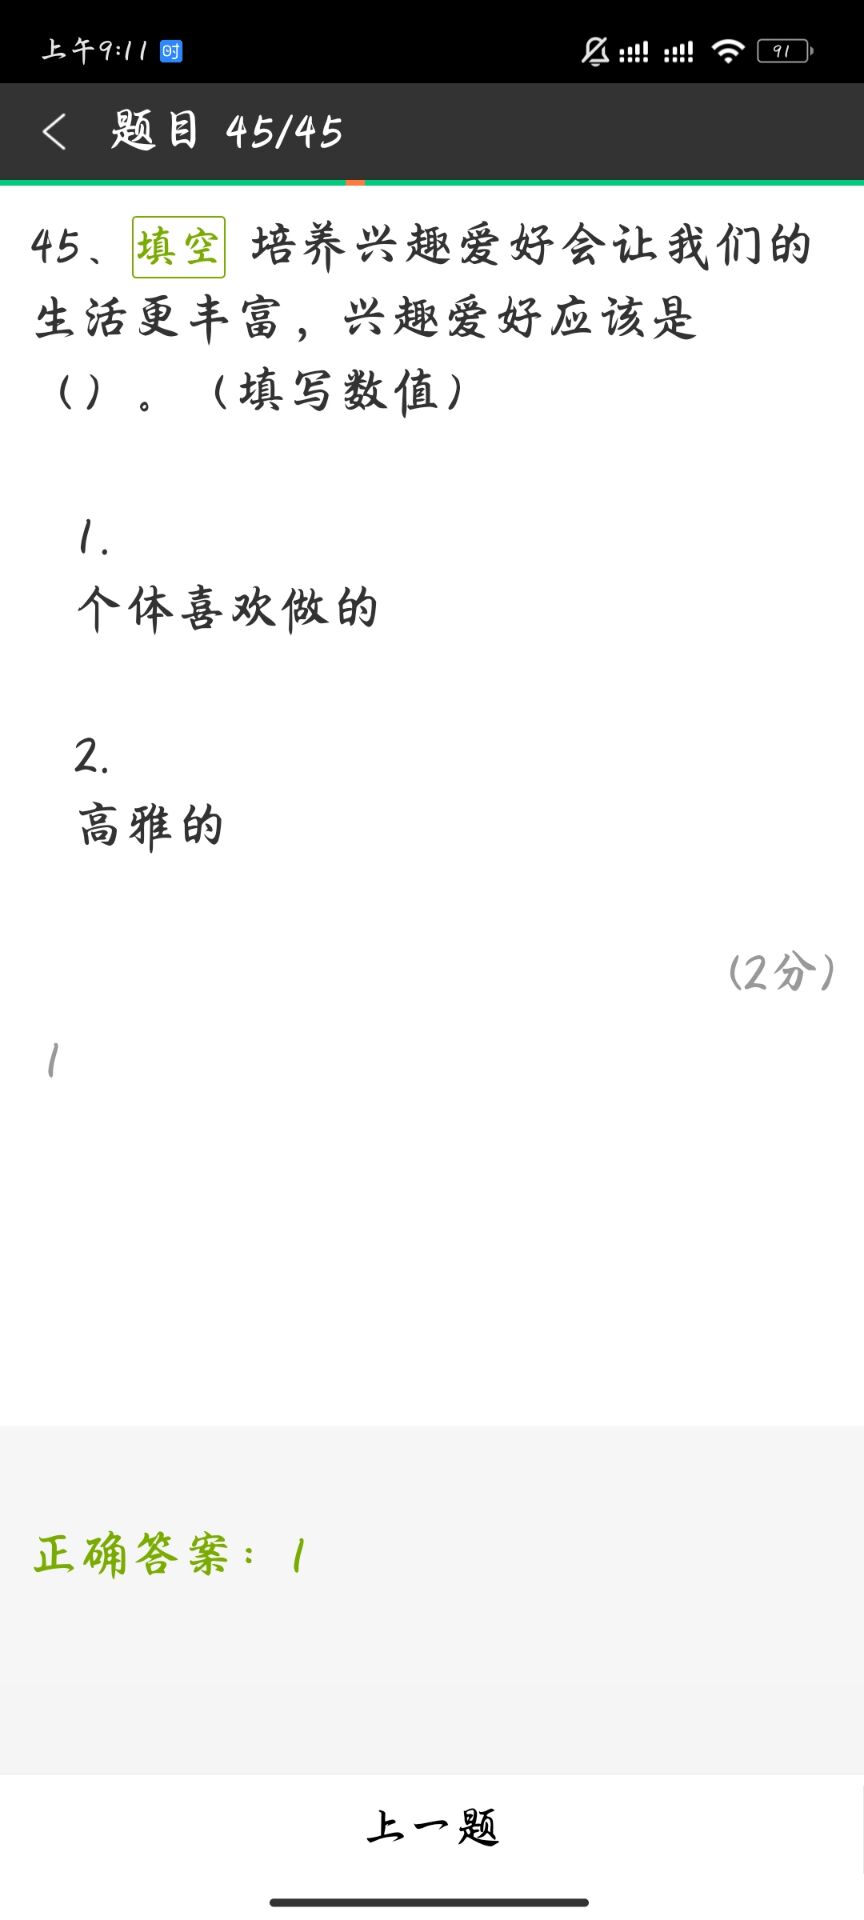 上午9:11 时 91
题目 45/45
45、填空 培养兴趣爱好会让我们的
生活更丰富，兴趣爱好应该是
（）。（填写数值）
1.
个体喜欢做的
2.
高雅的
(2分)
1
正确答案：1
上一题